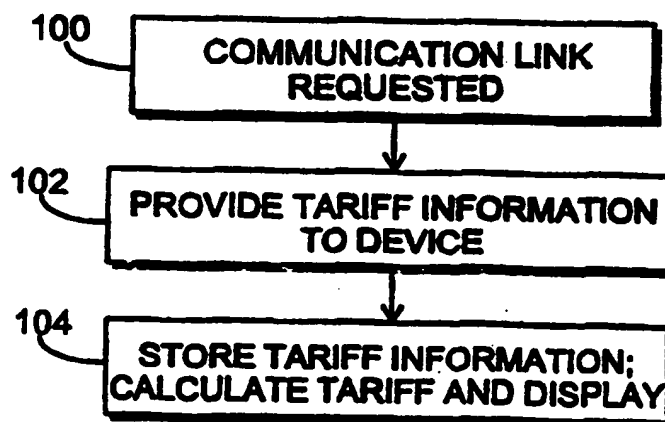 100
COMMUNICATION LINK
REQUESTED
102
PROVIDE TARIFF INFORMATION
TO DEVICE
104
STORE TARIFF INFORMATION;
CALCULATE TARIFF AND DISPLAY